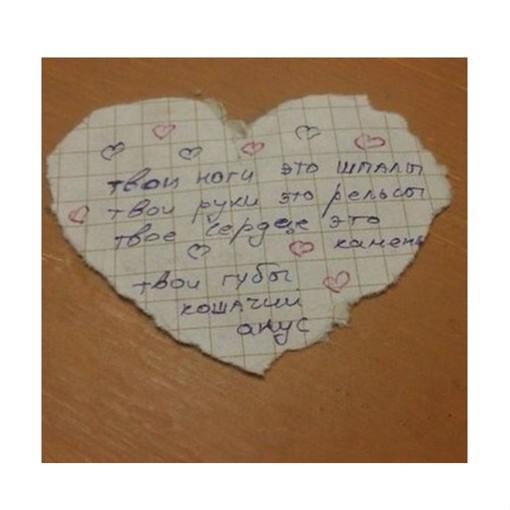 твои ноги это шпалы
твои руки это рельсы
твое сердце это
камень
твои губы
кошачий
анус